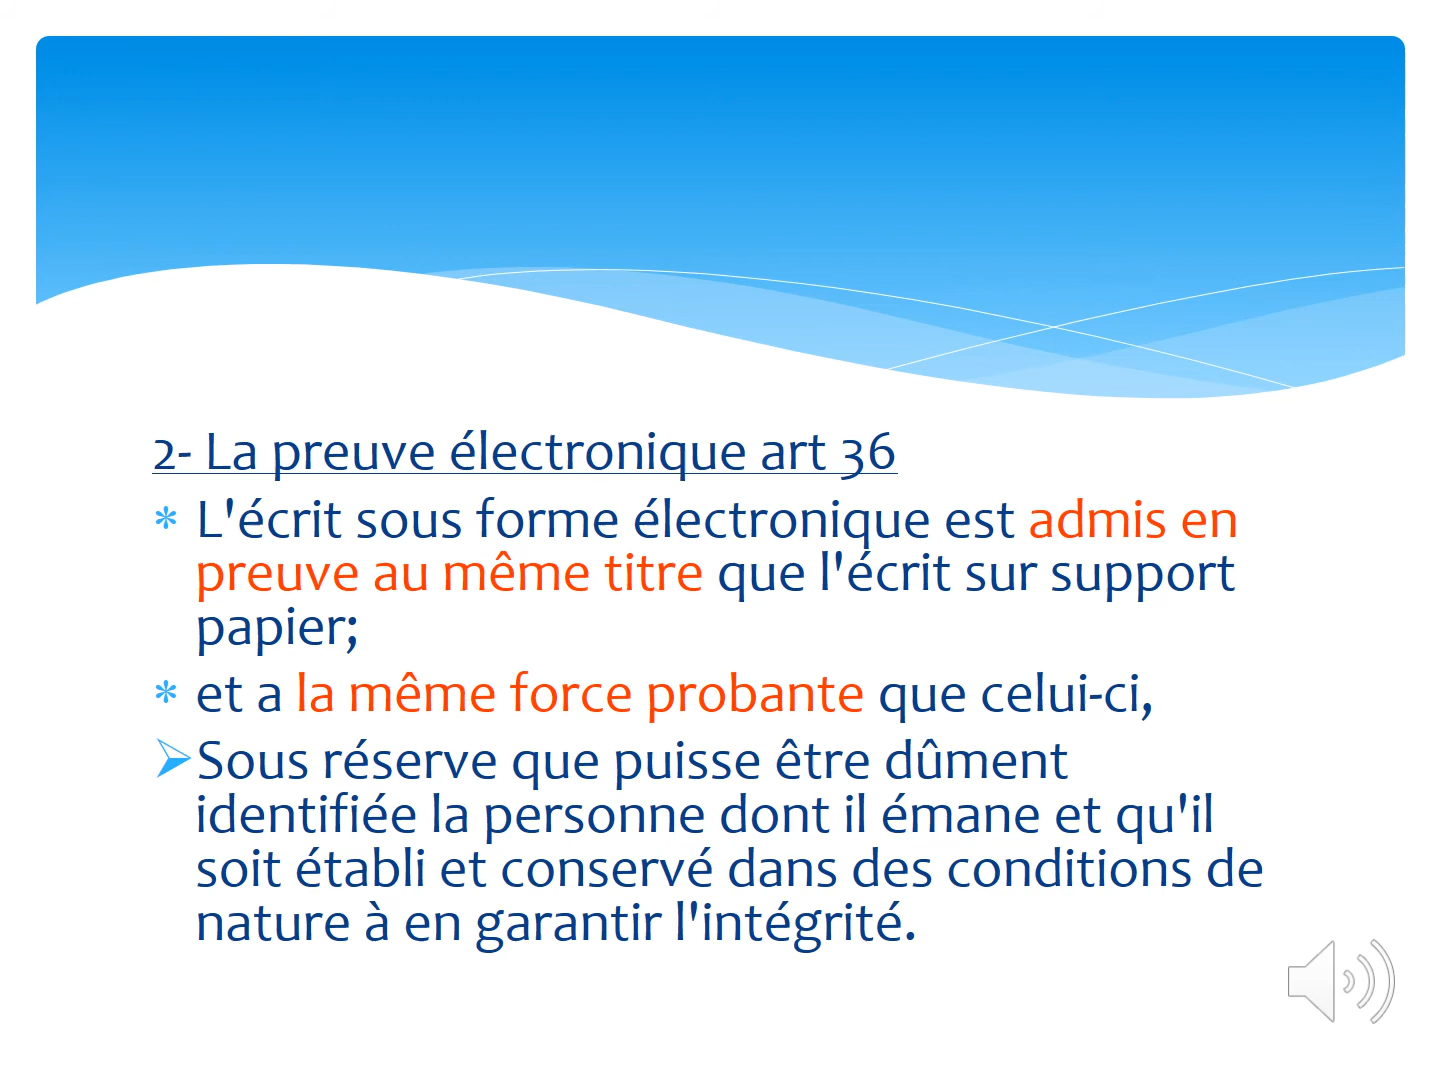 2- La preuve électronique art 36
* L'écrit sous forme électronique est admis en
preuve au même titre que l'écrit sur support
papier;
* et a la même force probante que celui-ci,
➢Sous réserve que puisse être dûment
identifiée la personne dont il émane et qu'il
soit établi et conservé dans des conditions de
nature à en garantir l'intégrité.